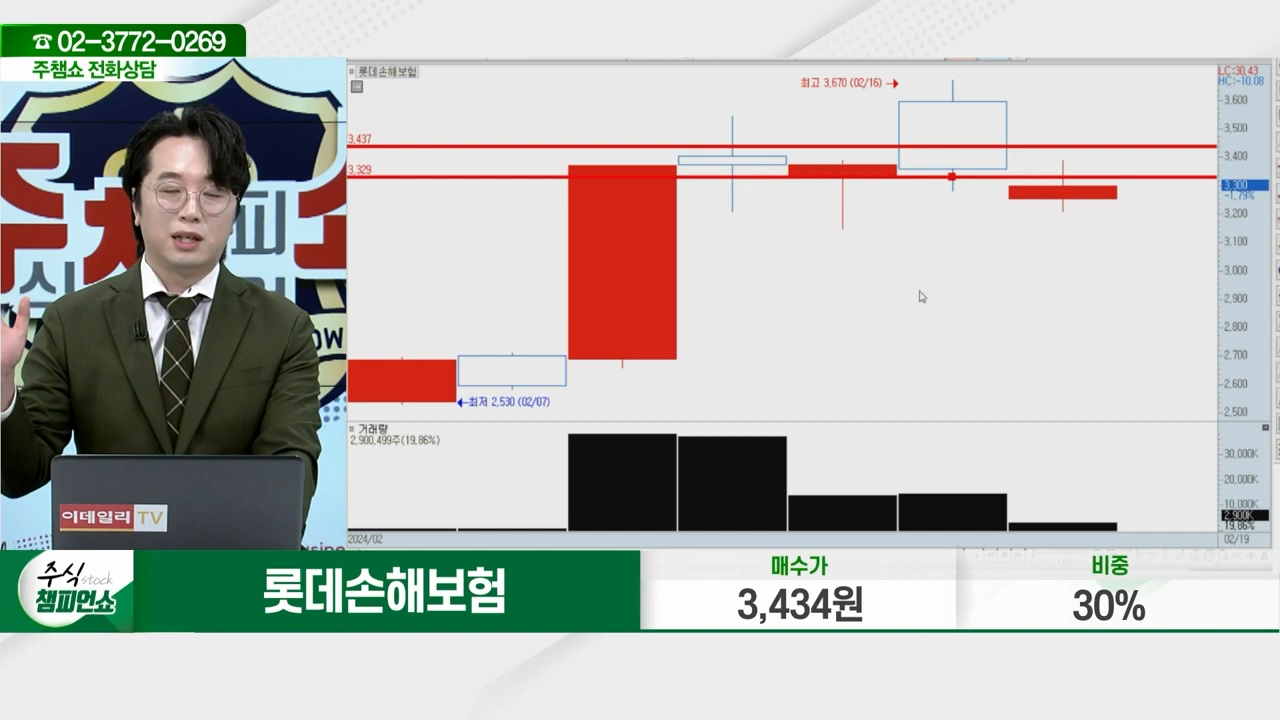 ☎ 02-3772-0269
주챔쇼 전화상담
롯데손해보험
최고 3,670 (02/16) →
LC:30.43
HC:-10.08
3,600
3,500
3,437
3,400
3,329
3,300
-1.79%
3,200
3,100
3,000
2,900
2,800
2,700
2,600
2,500
←최저 2,530 (02/07)
거래량
2,900,499주(19.86%)
30,000K
20,000K
10,000K
2,900K
19.86%
2024/02
02/19
이데일리 TV
주식 stock
챔피언쇼
롯데손해보험
매수가
3,434원
비중
30%